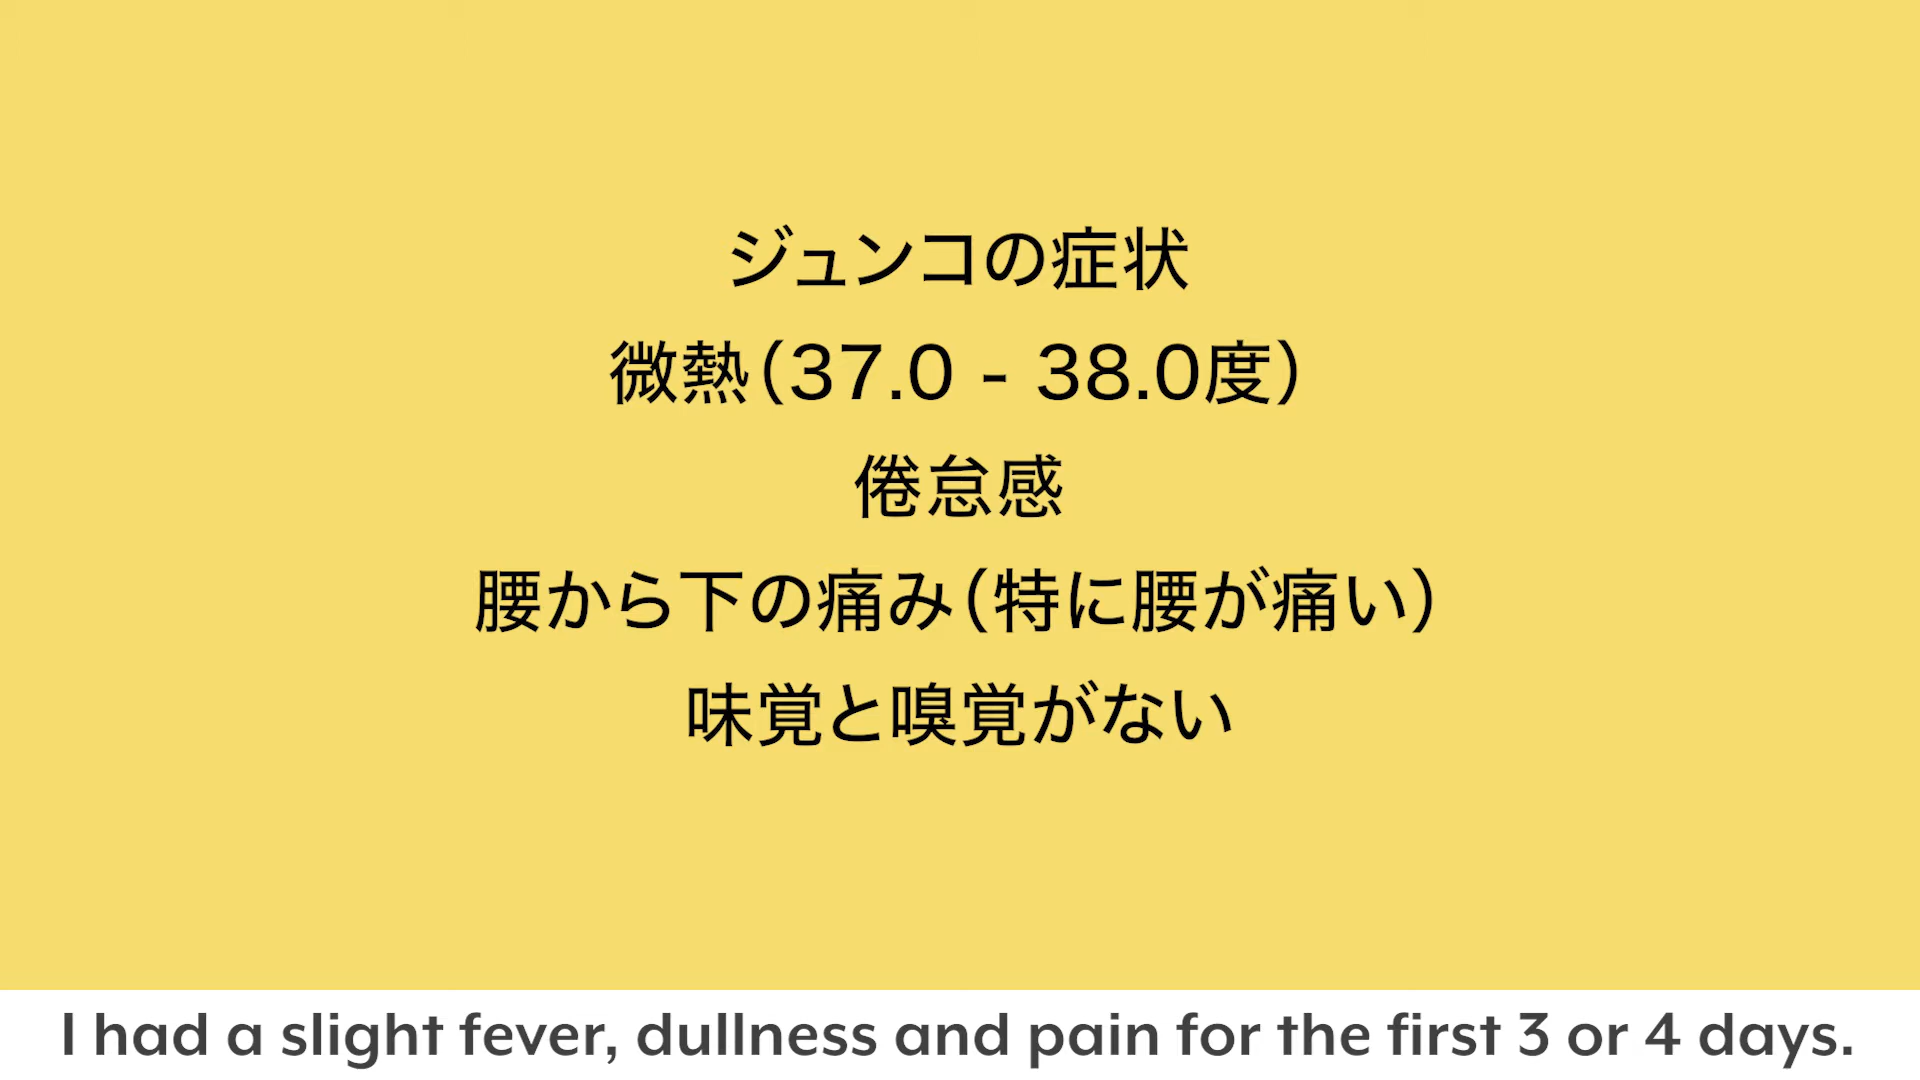 ジュンコの症状
微熱（37.0 - 38.0度）
倦怠感
腰から下の痛み（特に腰が痛い）
味覚と嗅覚がない
I had a slight fever, dullness and pain for the first 3 or 4 days.